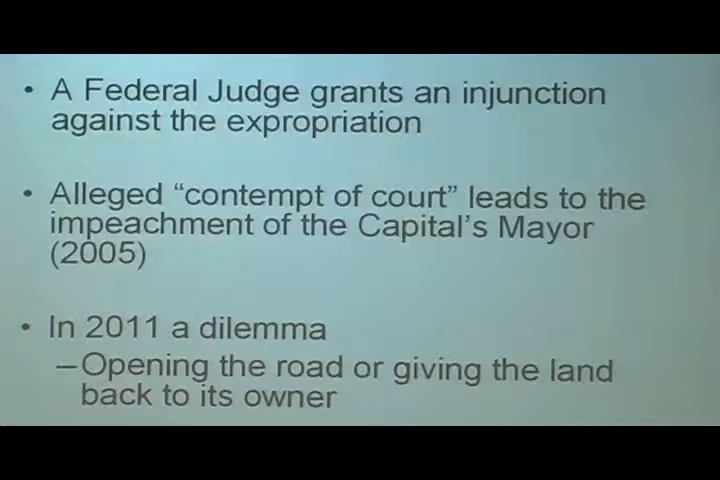 • A Federal Judge grants an injunction
against the expropriation
• Alleged “contempt of court” leads to the
impeachment of the Capital’s Mayor
(2005)
• In 2011 a dilemma
–Opening the road or giving the land
back to its owner